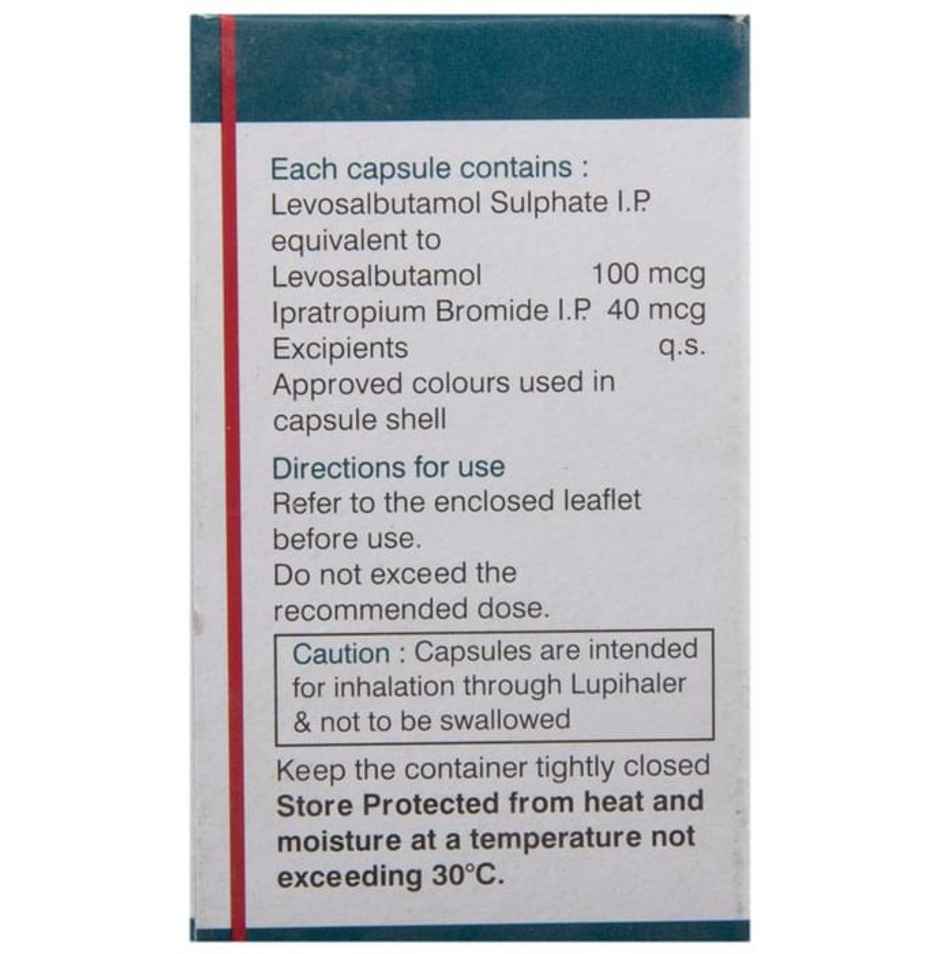 Each capsule contains :
Levosalbutamol Sulphate I.P.
equivalent to
Levosalbutamol 100 mcg
Ipratropium Bromide I.P. 40 mcg
Excipients q.s.
Approved colours used in
capsule shell
Directions for use
Refer to the enclosed leaflet
before use.
Do not exceed the
recommended dose.
Caution : Capsules are intended
for inhalation through Lupihaler
& not to be swallowed
Keep the container tightly closed
Store Protected from heat and
moisture at a temperature not
exceeding 30°C.